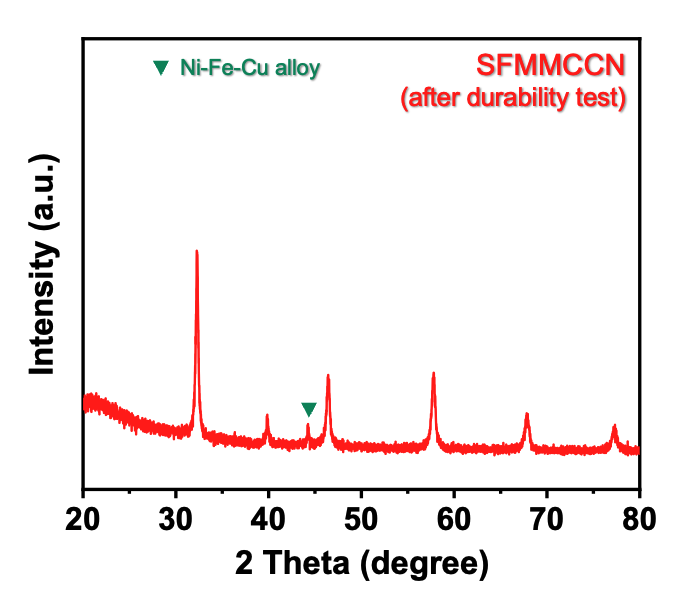 ▼ Ni-Fe-Cu alloy
SFMMCCN
(after durability test)
Intensity (a.u.)
20 30 40 50 60 70 80
2 Theta (degree)